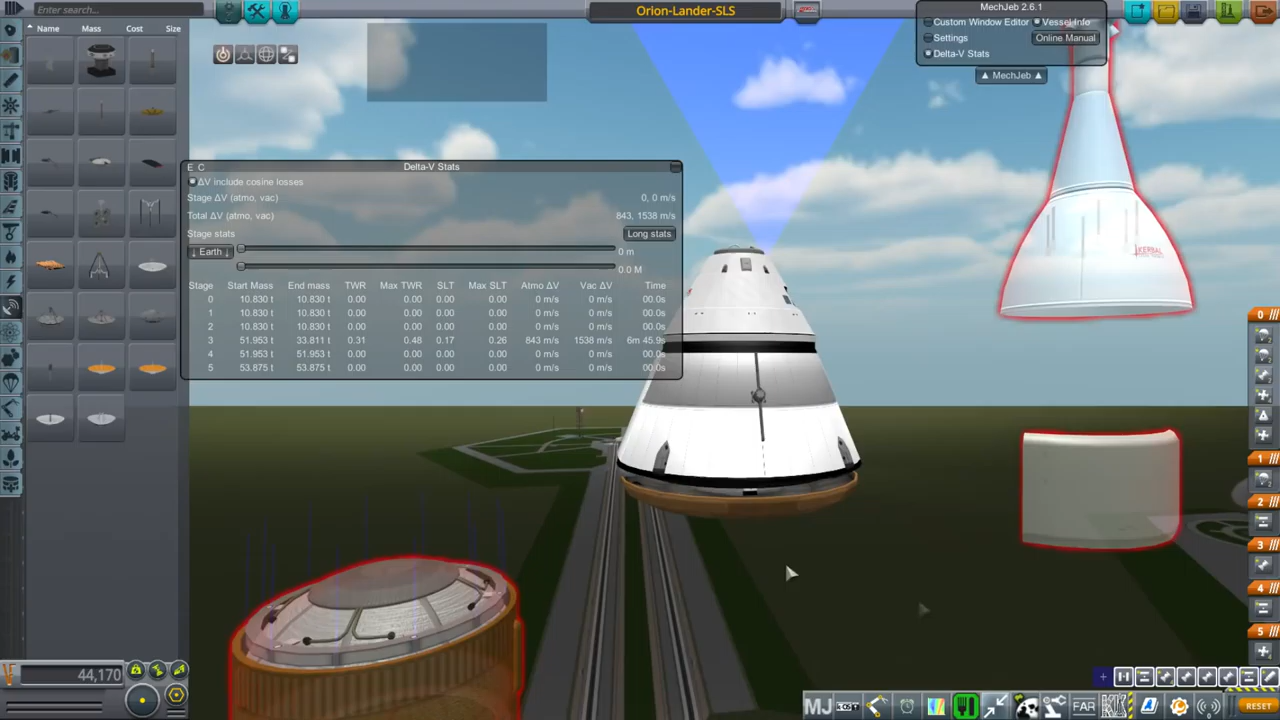 Enter search...
Orion-Lander-SLS
MechJeb 2.6.1
Custom Window Editor
Vessel Info
Settings
Online Manual
Delta-V Stats
▲ MechJeb ▲
Name Mass Cost Size
E C Delta-V Stats
ΔV include cosine losses
Stage ΔV (atmo, vac) 0, 0 m/s
Total ΔV (atmo, vac) 843, 1538 m/s
Stage stats Long stats
↓ Earth ↓ 0 m
0.0 M
Stage Start Mass End mass TWR Max TWR SLT Max SLT Atmo ΔV Vac ΔV Time
0 10.830 t 10.830 t 0.00 0.00 0.00 0.00 0 m/s 0 m/s 00.0s
1 10.830 t 10.830 t 0.00 0.00 0.00 0.00 0 m/s 0 m/s 00.0s
2 10.830 t 10.830 t 0.00 0.00 0.00 0.00 0 m/s 0 m/s 00.0s
3 51.953 t 33.811 t 0.31 0.48 0.17 0.26 843 m/s 1538 m/s 6m 45.9s
4 51.953 t 51.953 t 0.00 0.00 0.00 0.00 0 m/s 0 m/s 00.0s
5 53.875 t 53.875 t 0.00 0.00 0.00 0.00 0 m/s 0 m/s 00.0s
KERBAL
0
1
2
3
4
5
44,170
MJ
FAR
KK
RESET